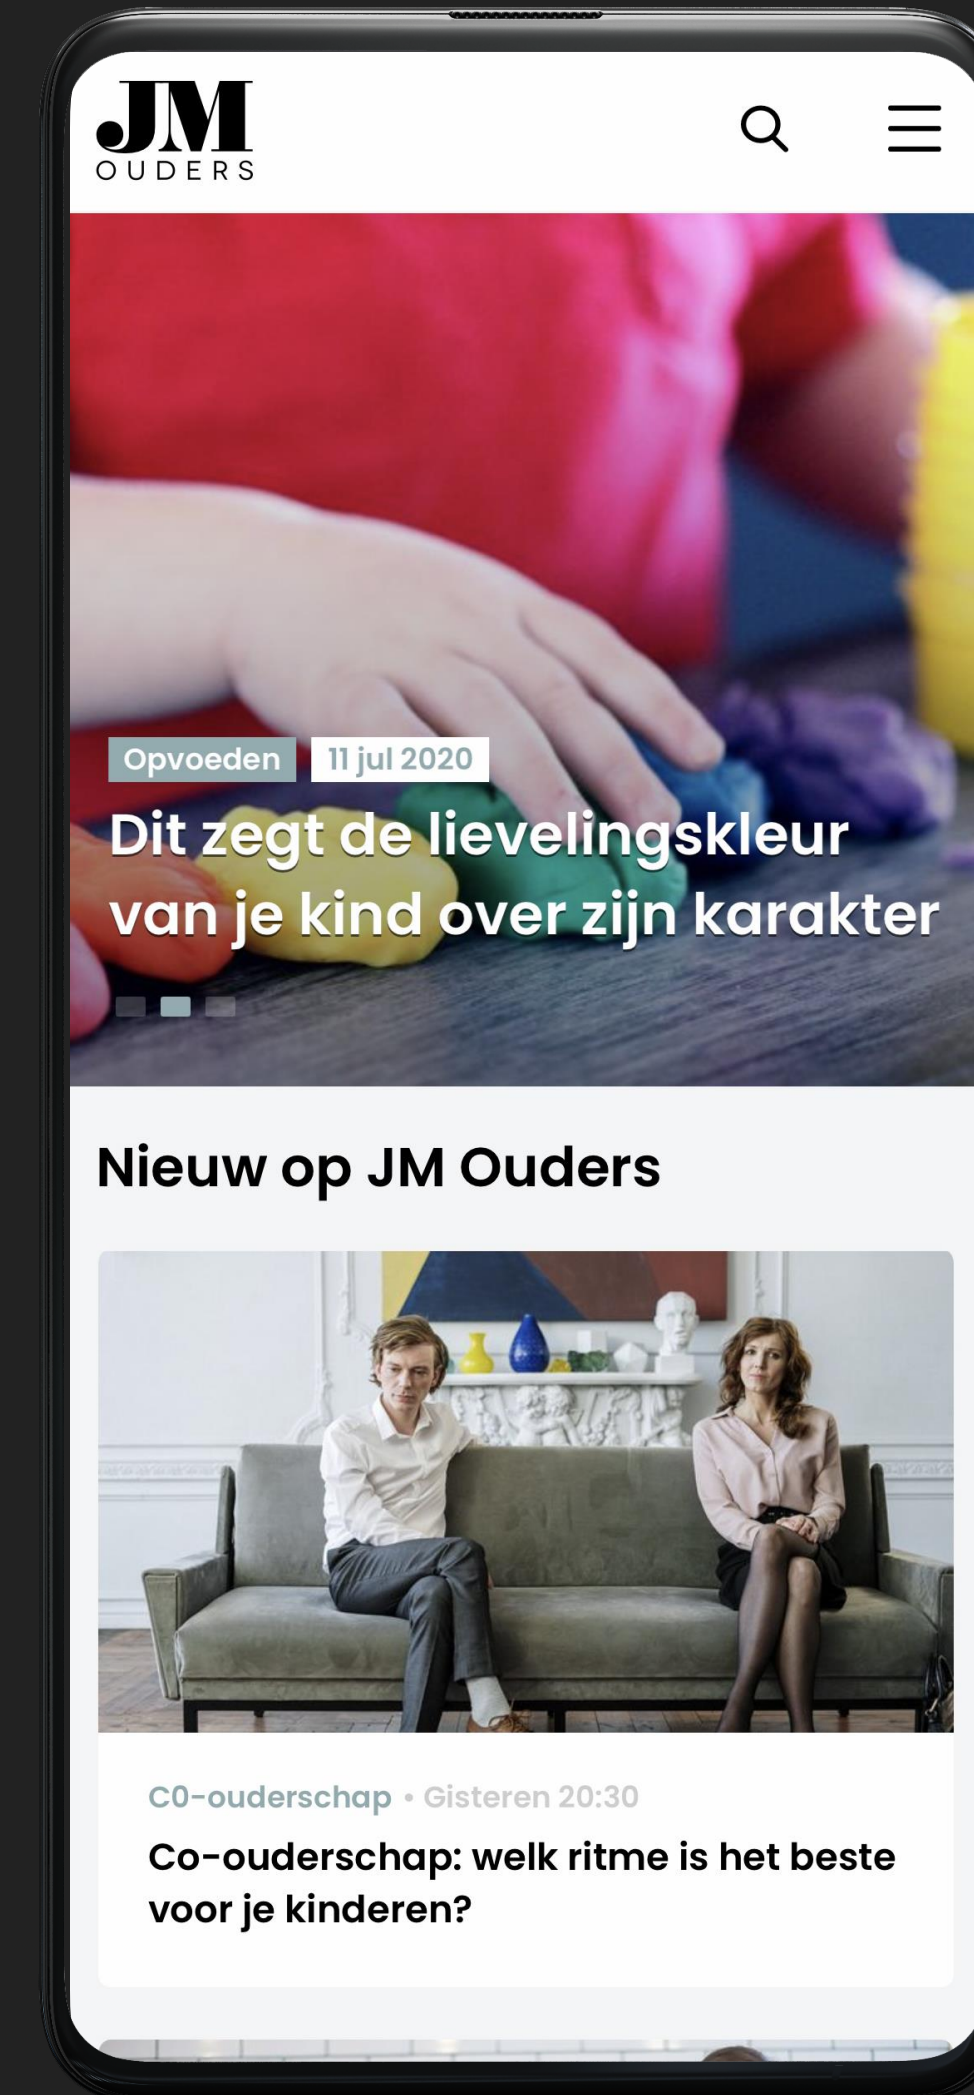 JM
OUDERS
Opvoeden
11 jul 2020
Dit zegt de lievelingskleur
van je kind over zijn karakter
Nieuw op JM Ouders
C0-ouderschap • Gisteren 20:30
Co-ouderschap: welk ritme is het beste
voor je kinderen?